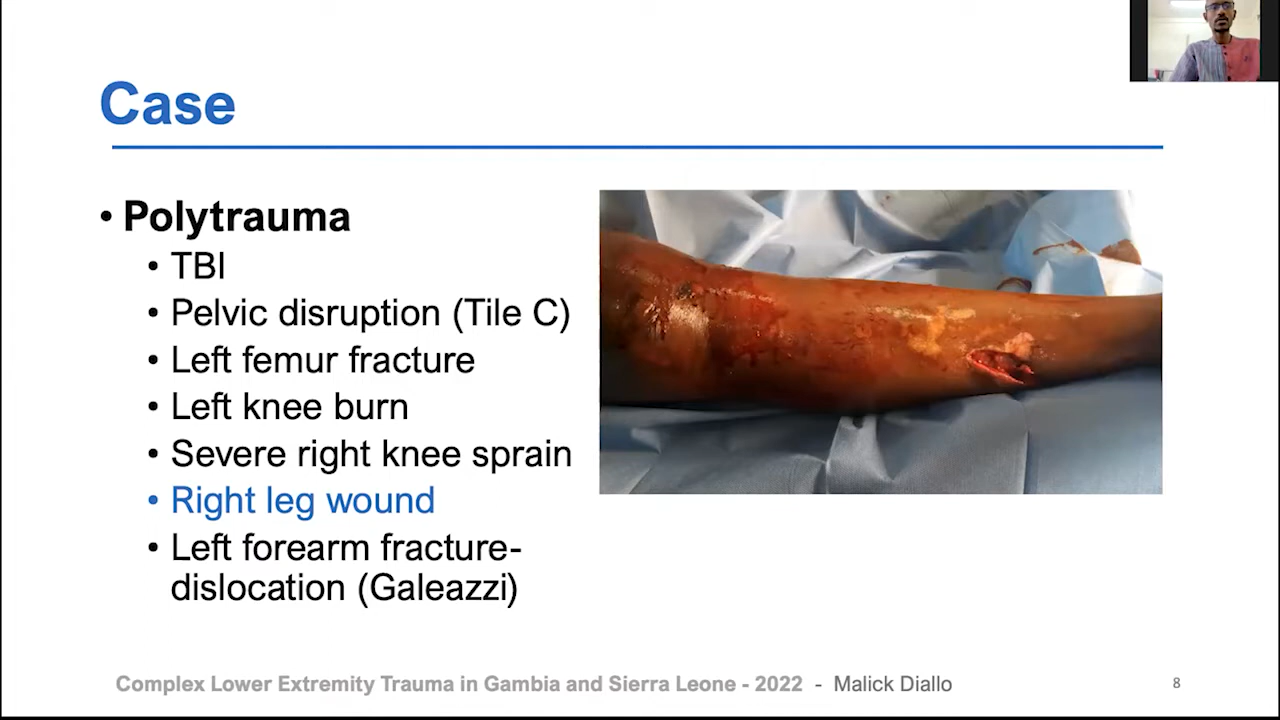 Case
• Polytrauma
• TBI
• Pelvic disruption (Tile C)
• Left femur fracture
• Left knee burn
• Severe right knee sprain
• Right leg wound
• Left forearm fracture-
dislocation (Galeazzi)
Complex Lower Extremity Trauma in Gambia and Sierra Leone - 2022 - Malick Diallo
8